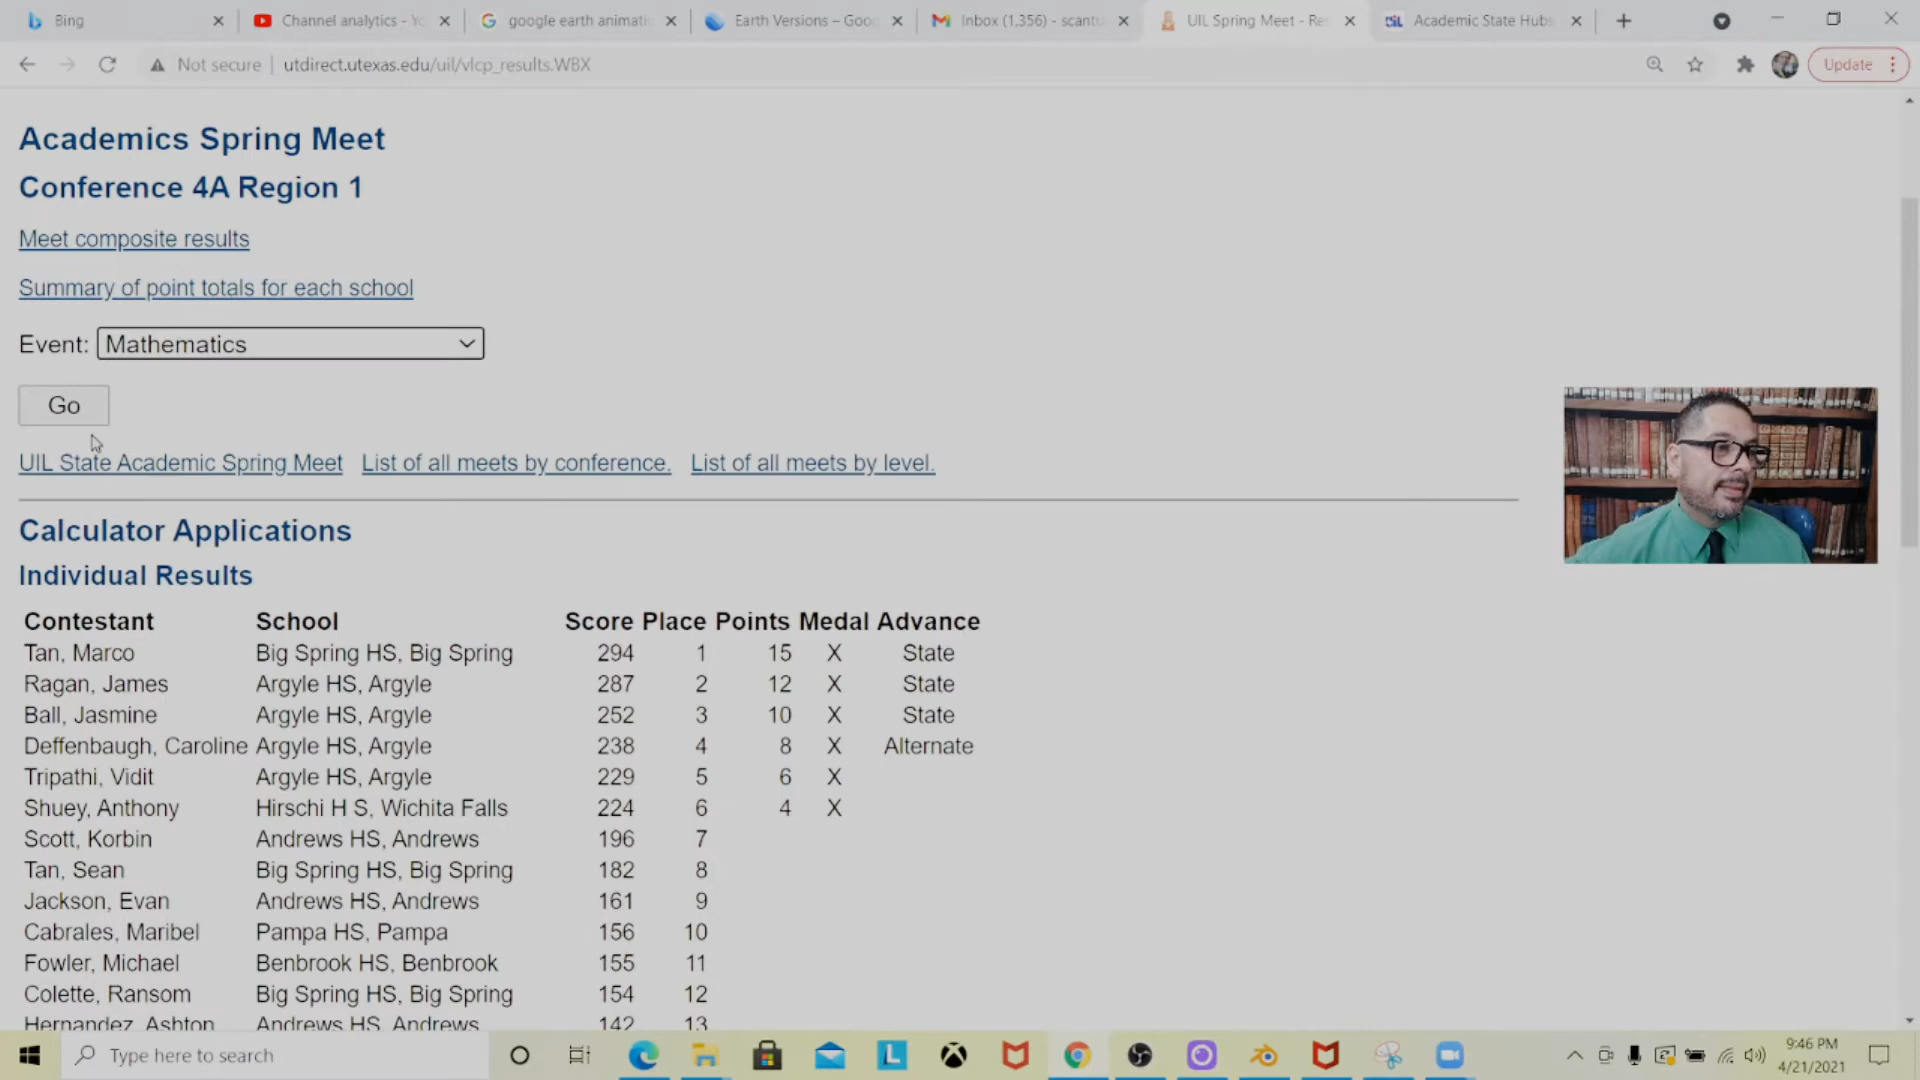 Bing
Channel analytics - Yo
google earth animati
Earth Versions – Goo
Inbox (1,356) - scantu
UIL Spring Meet - Re
Academic State Hubs
Not secure | utdirect.utexas.edu/uil/vlcp_results.WBX
Update
Academics Spring Meet
Conference 4A Region 1
Meet composite results
Summary of point totals for each school
Event: Mathematics
Go
UIL State Academic Spring Meet List of all meets by conference. List of all meets by level.
Calculator Applications
Individual Results
Contestant School Score Place Points Medal Advance
Tan, Marco Big Spring HS, Big Spring 294 1 15 X State
Ragan, James Argyle HS, Argyle 287 2 12 X State
Ball, Jasmine Argyle HS, Argyle 252 3 10 X State
Deffenbaugh, Caroline Argyle HS, Argyle 238 4 8 X Alternate
Tripathi, Vidit Argyle HS, Argyle 229 5 6 X
Shuey, Anthony Hirschi H S, Wichita Falls 224 6 4 X
Scott, Korbin Andrews HS, Andrews 196 7
Tan, Sean Big Spring HS, Big Spring 182 8
Jackson, Evan Andrews HS, Andrews 161 9
Cabrales, Maribel Pampa HS, Pampa 156 10
Fowler, Michael Benbrook HS, Benbrook 155 11
Colette, Ransom Big Spring HS, Big Spring 154 12
Hernandez, Ashton Andrews HS, Andrews 142 13
Type here to search
9:46 PM
4/21/2021